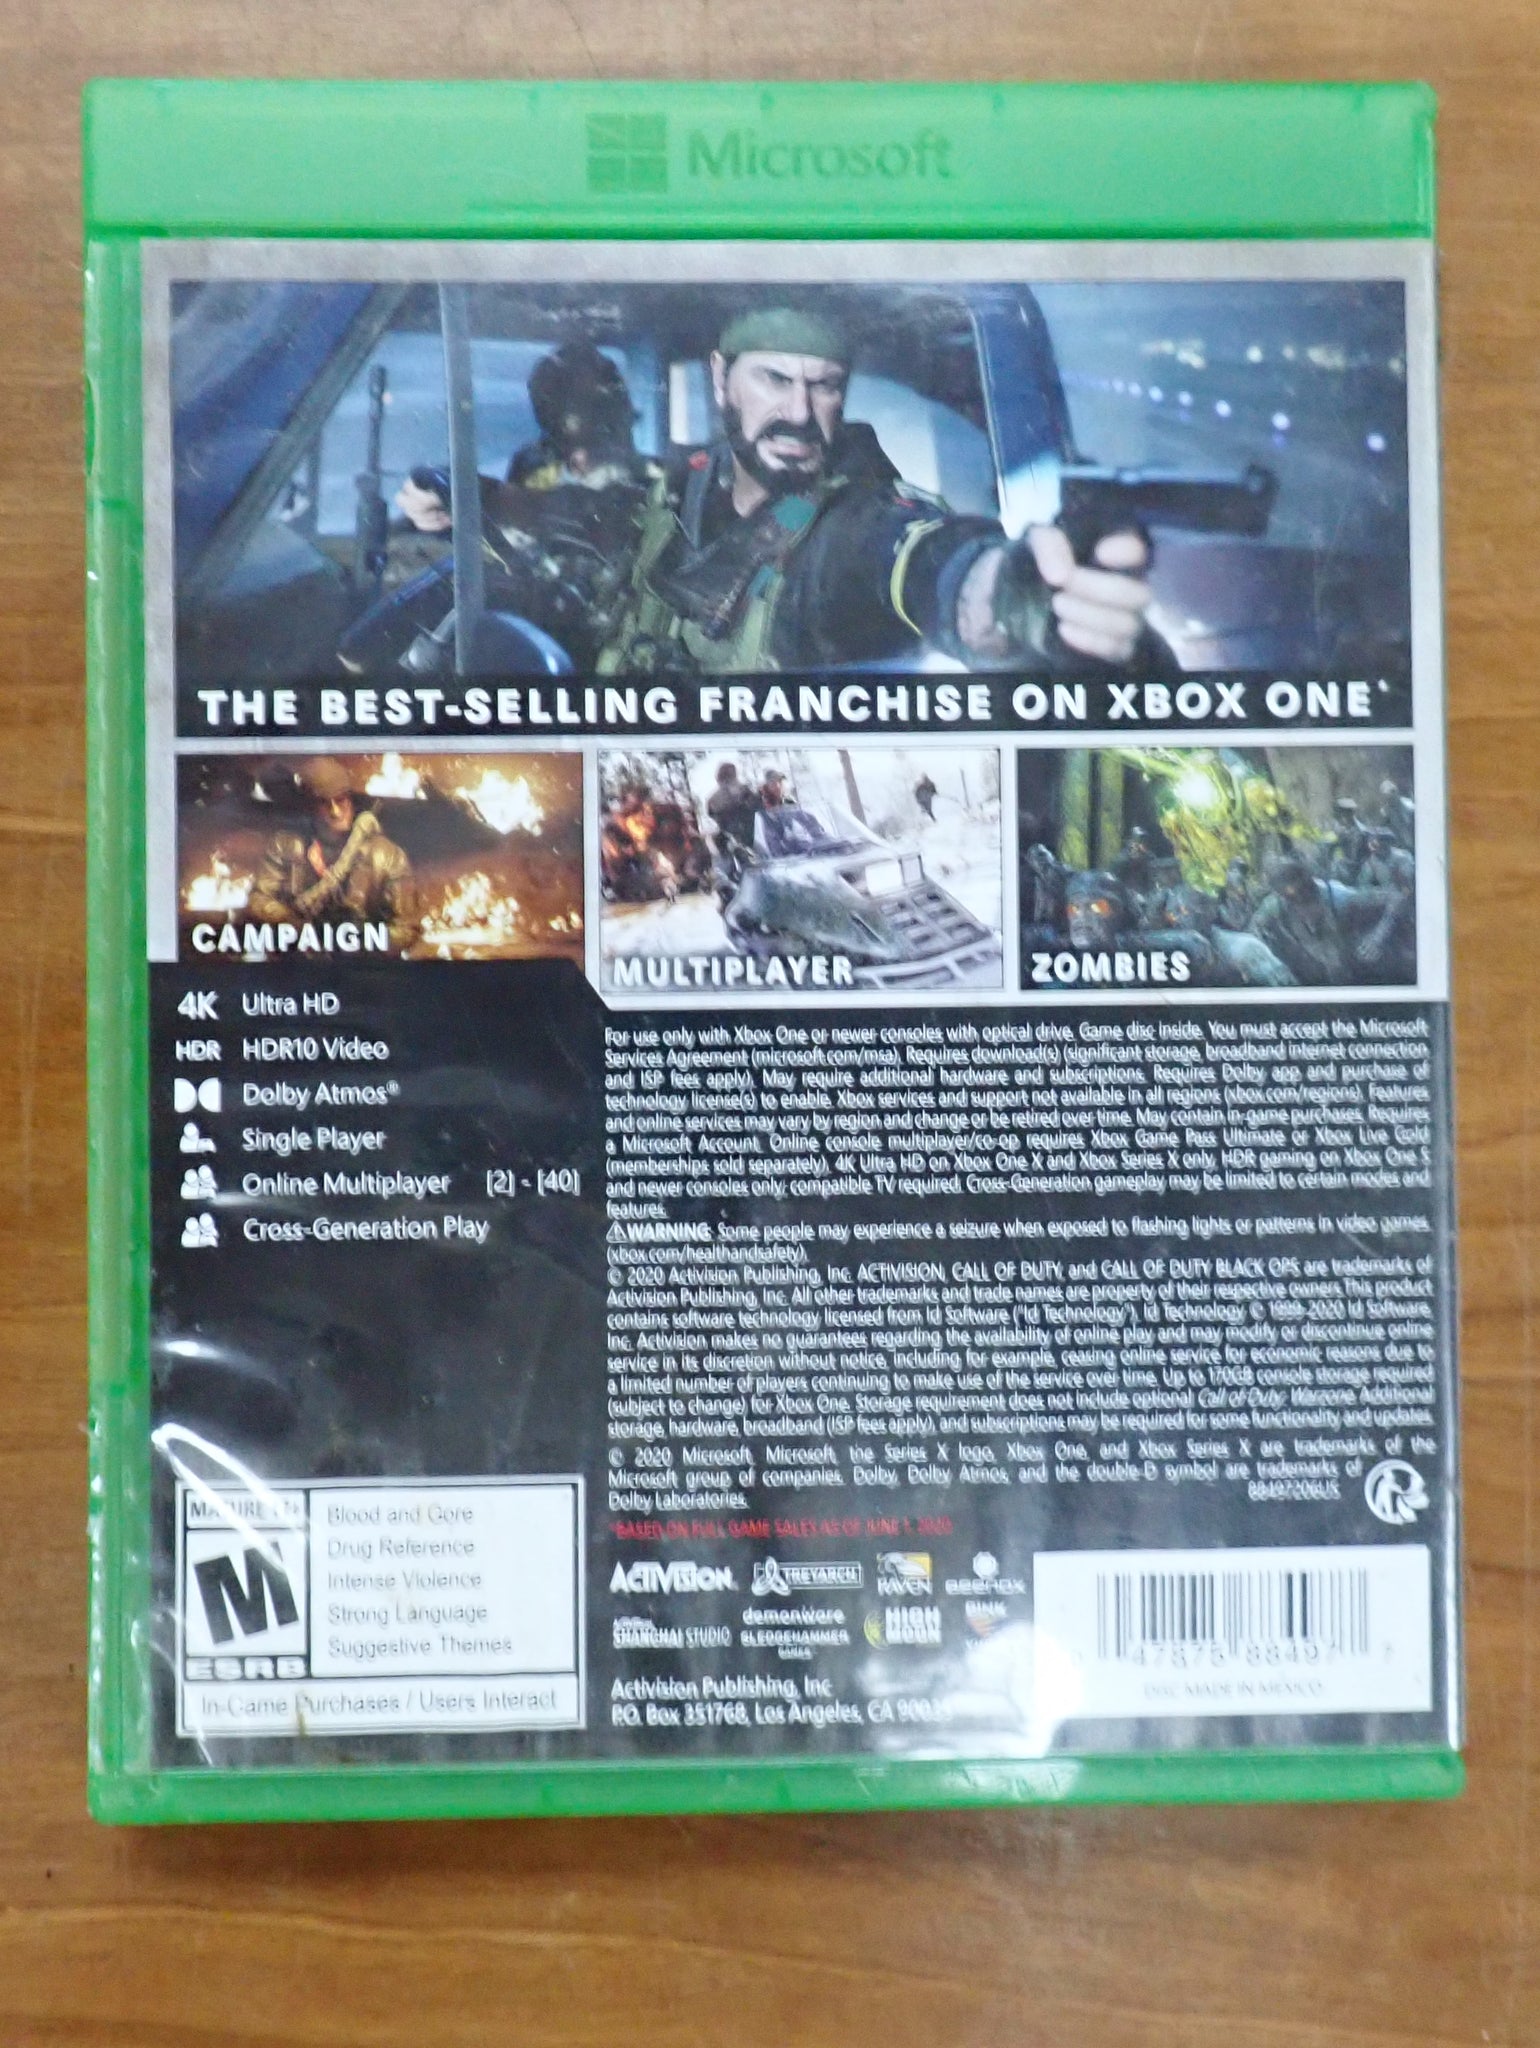 Microsoft
THE BEST-SELLING FRANCHISE ON XBOX ONE*
CAMPAIGN
MULTIPLAYER
ZOMBIES
4K Ultra HD
HDR HDR10 Video
Dolby Atmos®
Single Player
Online Multiplayer [2] - [40]
Cross-Generation Play
For use only with Xbox One or newer consoles with optical drive. Game disc inside. You must accept the Microsoft
Services Agreement (microsoft.com/msa). Requires download(s) (significant storage, broadband internet connection
and ISP fees apply). May require additional hardware and subscriptions. Requires Dolby app and purchase of
technology license(s) to enable. Xbox services and support not available in all regions (xbox.com/regions). Features
and online services may vary by region and change or be retired over time. May contain in-game purchases. Requires
a Microsoft Account. Online console multiplayer/co-op requires Xbox Game Pass Ultimate or Xbox Live Gold
(memberships sold separately). 4K Ultra HD on Xbox One X and Xbox Series X only. HDR gaming on Xbox One S
and newer consoles only; compatible TV required. Cross-Generation gameplay may be limited to certain modes and
features.
⚠WARNING: Some people may experience a seizure when exposed to flashing lights or patterns in video games.
(xbox.com/healthandsafety).
© 2020 Activision Publishing, Inc. ACTIVISION, CALL OF DUTY, and CALL OF DUTY BLACK OPS are trademarks of
Activision Publishing, Inc. All other trademarks and trade names are property of their respective owners. This product
contains software technology licensed from Id Software ("Id Technology"). Id Technology © 1999-2020 Id Software,
Inc. Activision makes no guarantees regarding the availability of online play and may modify or discontinue online
service in its discretion without notice, including for example, ceasing online service for economic reasons due to
a limited number of players continuing to make use of the service over time. Up to 170GB console storage required
(subject to change) for Xbox One. Storage requirement does not include optional Call of Duty: Warzone. Additional
storage, hardware, broadband (ISP fees apply), and subscriptions may be required for some functionality and updates.
© 2020 Microsoft. Microsoft, the Series X logo, Xbox One, and Xbox Series X are trademarks of the
Microsoft group of companies. Dolby, Dolby Atmos, and the double-D symbol are trademarks of
Dolby Laboratories.
88497206US
*BASED ON FULL GAME SALES AS OF JUNE 1, 2020
MATURE 17+
M
ESRB
Blood and Gore
Drug Reference
Intense Violence
Strong Language
Suggestive Themes
In-Game Purchases / Users Interact
ACTIVISION TREYARCH RAVEN BEENOX
SHANGHAI STUDIO demonware HIGH MOON
SLEDGEHAMMER GAMES
Activision Publishing, Inc.
P.O. Box 351768, Los Angeles, CA 90035
47875 88497
DISC MADE IN MEXICO